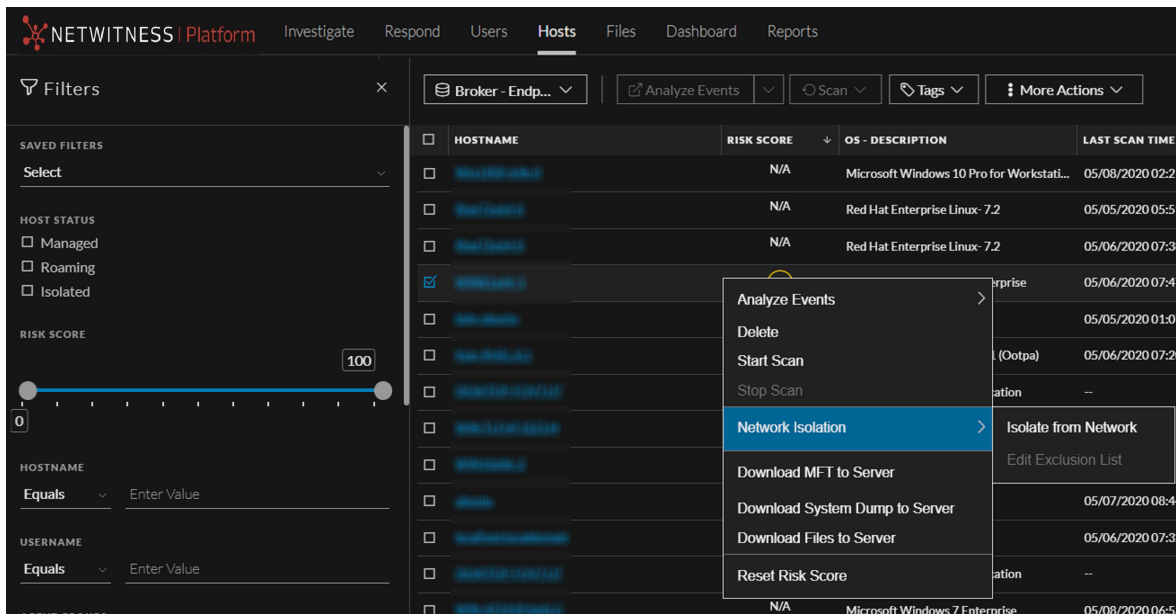 NETWITNESS | Platform Investigate Respond Users Hosts Files Dashboard Reports
Filters
Broker - Endp... Analyze Events Scan Tags More Actions
SAVED FILTERS
Select
HOST STATUS
Managed
Roaming
Isolated
RISK SCORE
100
0
HOSTNAME
Equals Enter Value
USERNAME
Equals Enter Value
HOSTNAME RISK SCORE OS - DESCRIPTION LAST SCAN TIME
N/A Microsoft Windows 10 Pro for Workstati... 05/08/2020 02:2
N/A Red Hat Enterprise Linux- 7.2 05/05/2020 05:5
N/A Red Hat Enterprise Linux- 7.2 05/06/2020 07:3
erprise 05/06/2020 07:4
05/05/2020 01:0
(Ootpa) 05/06/2020 07:2
ation --
ation --
05/07/2020 08:4
05/06/2020 07:3
ation --
N/A Microsoft Windows 7 Enterprise 05/08/2020 06:5
Analyze Events
Delete
Start Scan
Stop Scan
Network Isolation
Download MFT to Server
Download System Dump to Server
Download Files to Server
Reset Risk Score
Isolate from Network
Edit Exclusion List